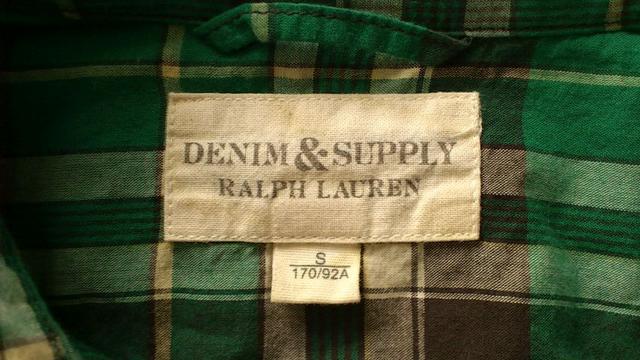 DENIM & SUPPLY
RALPH LAUREN
S
170/92A